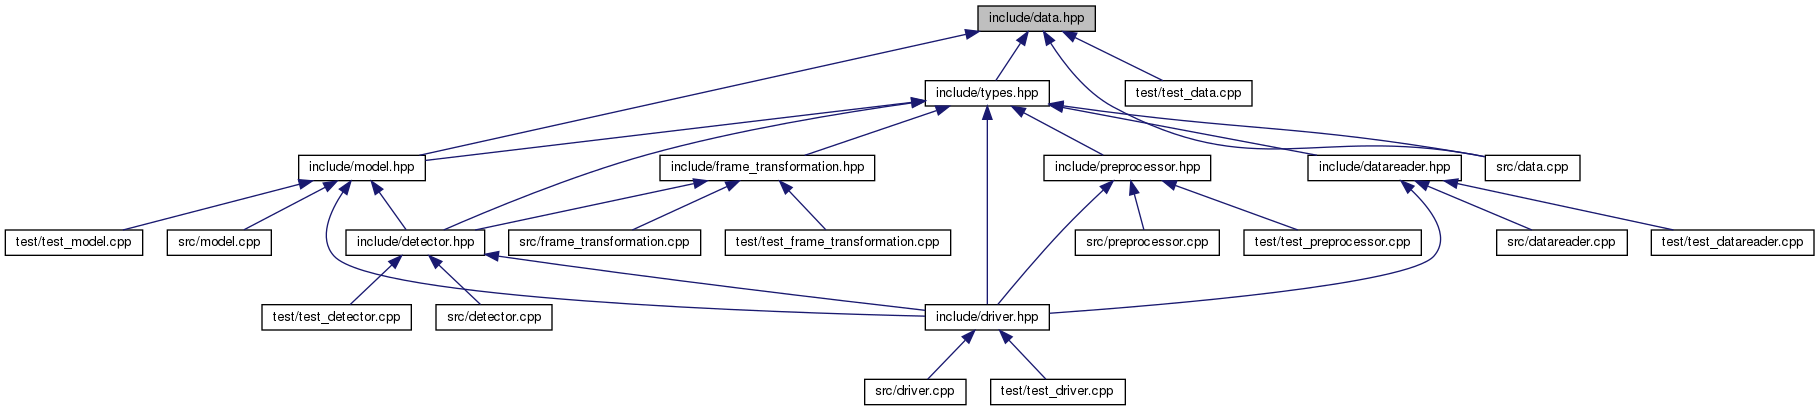 include/data.hpp
include/types.hpp
test/test_data.cpp
include/model.hpp
include/frame_transformation.hpp
include/preprocessor.hpp
include/datareader.hpp
src/data.cpp
test/test_model.cpp
src/model.cpp
include/detector.hpp
src/frame_transformation.cpp
test/test_frame_transformation.cpp
src/preprocessor.cpp
test/test_preprocessor.cpp
src/datareader.cpp
test/test_datareader.cpp
test/test_detector.cpp
src/detector.cpp
include/driver.hpp
src/driver.cpp
test/test_driver.cpp